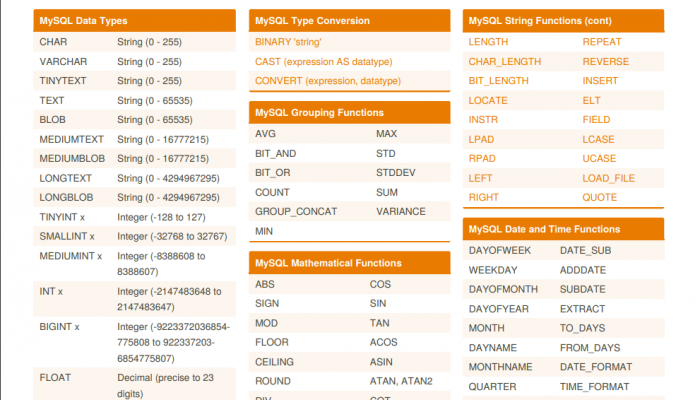 MySQL Data Types
CHAR String (0 - 255)
VARCHAR String (0 - 255)
TINYTEXT String (0 - 255)
TEXT String (0 - 65535)
BLOB String (0 - 65535)
MEDIUMTEXT String (0 - 16777215)
MEDIUMBLOB String (0 - 16777215)
LONGTEXT String (0 - 4294967295)
LONGBLOB String (0 - 4294967295)
TINYINT x Integer (-128 to 127)
SMALLINT x Integer (-32768 to 32767)
MEDIUMINT x Integer (-8388608 to
8388607)
INT x Integer (-2147483648 to
2147483647)
BIGINT x Integer (-9223372036854-
775808 to 922337203-
6854775807)
FLOAT Decimal (precise to 23
digits)
MySQL Type Conversion
BINARY 'string'
CAST (expression AS datatype)
CONVERT (expression, datatype)
MySQL Grouping Functions
AVG MAX
BIT_AND STD
BIT_OR STDDEV
COUNT SUM
GROUP_CONCAT VARIANCE
MIN
MySQL Mathematical Functions
ABS COS
SIGN SIN
MOD TAN
FLOOR ACOS
CEILING ASIN
ROUND ATAN, ATAN2
DIV COT
MySQL String Functions (cont)
LENGTH REPEAT
CHAR_LENGTH REVERSE
BIT_LENGTH INSERT
LOCATE ELT
INSTR FIELD
LPAD LCASE
RPAD UCASE
LEFT LOAD_FILE
RIGHT QUOTE
MySQL Date and Time Functions
DAYOFWEEK DATE_SUB
WEEKDAY ADDDATE
DAYOFMONTH SUBDATE
DAYOFYEAR EXTRACT
MONTH TO_DAYS
DAYNAME FROM_DAYS
MONTHNAME DATE_FORMAT
QUARTER TIME_FORMAT